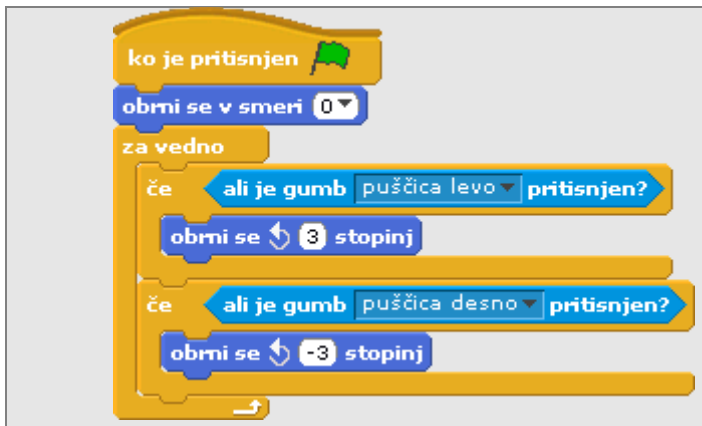 ko je pritisnjen
obrni se v smeri 0
za vedno
če ali je gumb puščica levo pritisnjen?
obrni se 3 stopinj
če ali je gumb puščica desno pritisnjen?
obrni se -3 stopinj